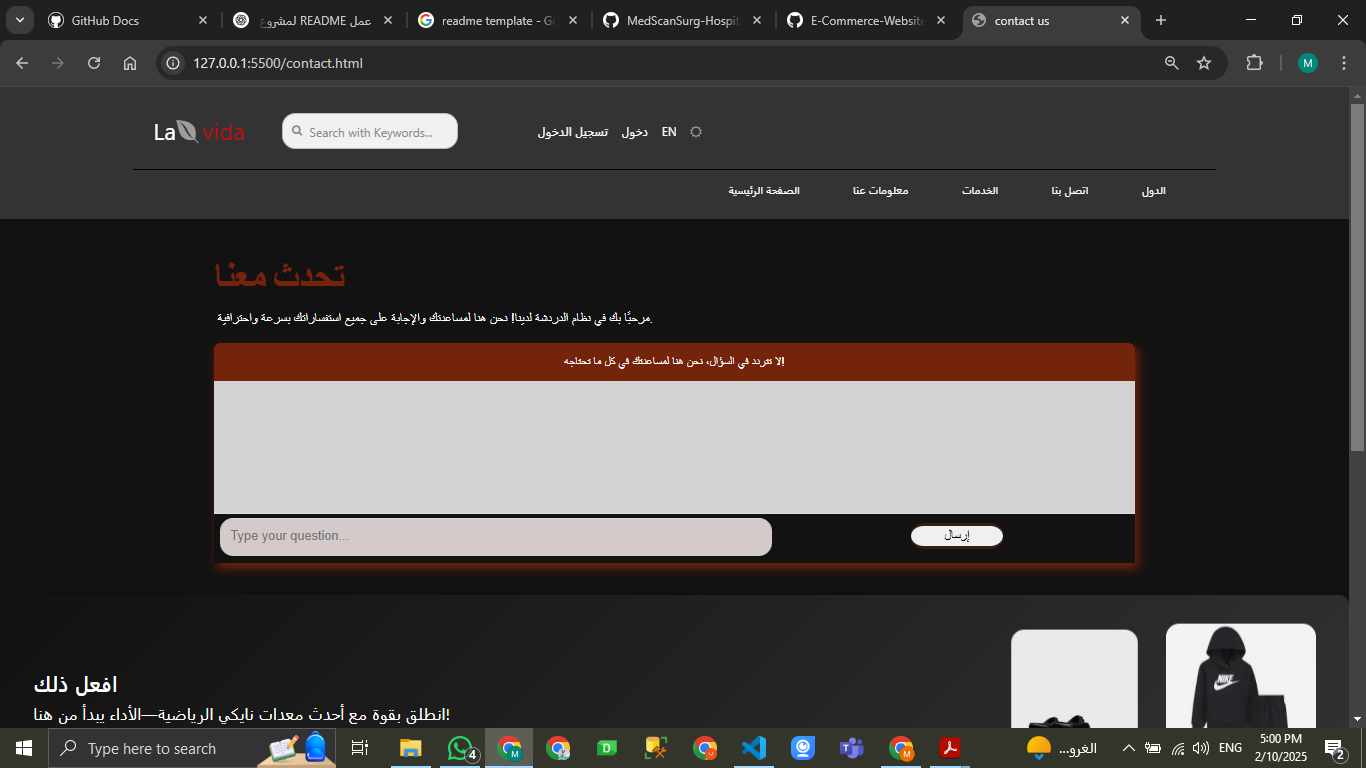 GitHub Docs
عمل README لمشروع
readme template - Go
MedScanSurg-Hospit
E-Commerce-Website
contact us
127.0.0.1:5500/contact.html
M
La vida
Search with Keywords...
تسجيل الدخول
دخول
EN
الصفحة الرئيسية
معلومات عنا
الخدمات
اتصل بنا
الدول
تحدث معنا
مرحبًا بك في نظام الدردشة لدينا! نحن هنا لمساعدتك والإجابة على جميع استفساراتك بسرعة واحترافية.
لا تتردد في السؤال، نحن هنا لمساعدتك في كل ما تحتاجه!
Type your question...
إرسال
افعل ذلك
انطلق بقوة مع أحدث معدات نايكي الرياضية—الأداء يبدأ من هنا!
NIKE
Type here to search
4
M
D
M
الغرو...
ENG
5:00 PM
2/10/2025
2